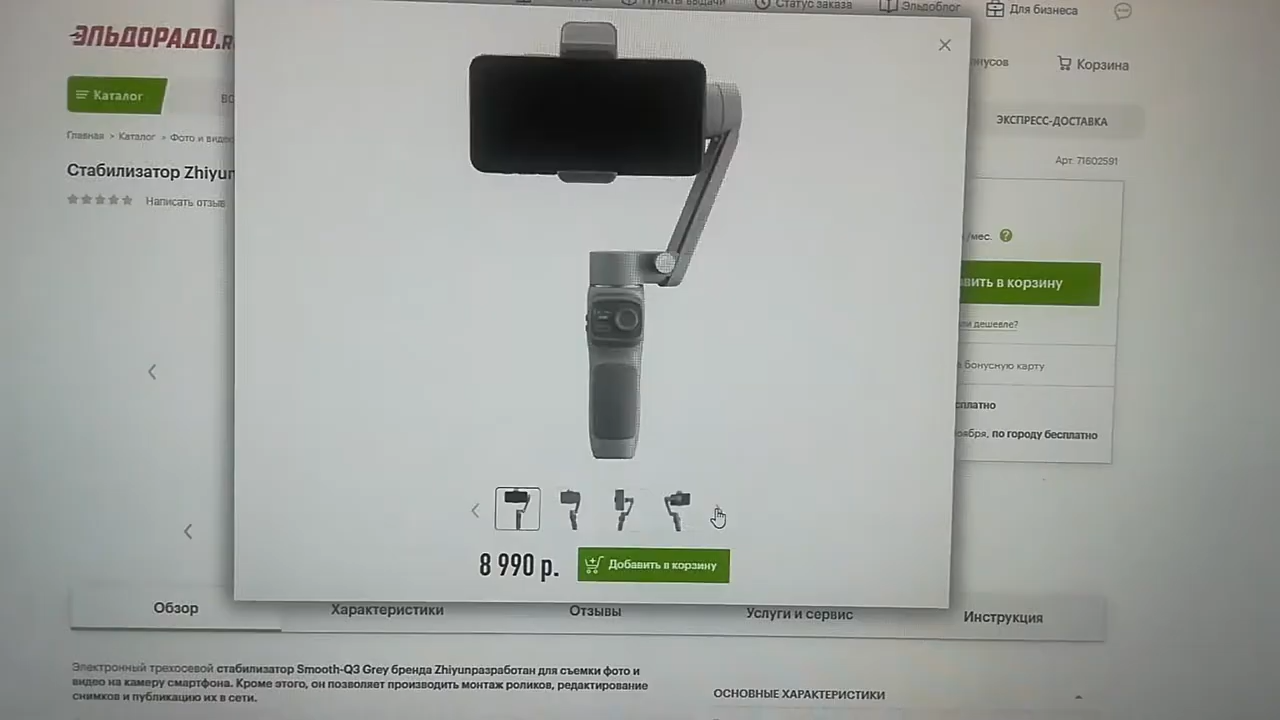 Пункты выдачи
Статус заказа
Эльдоблог
Для бизнеса
ЭЛЬДОРАДО.R
Корзина
Каталог
ЭКСПРЕСС-ДОСТАВКА
Главная > Каталог > Фото и видео
Арт. 71602591
Стабилизатор Zhiyun
Написать отзыв
/мес. ?
вить в корзину
ли дешевле?
бонусную карту
сплатно
ноября, по городу бесплатно
8 990 р.
Добавить в корзину
Обзор
Характеристики
Отзывы
Услуги и сервис
Инструкция
Электронный трехосевой стабилизатор Smooth-Q3 Grey бренда Zhiyunразработан для съемки фото и
видео на камеру смартфона. Кроме этого, он позволяет производить монтаж роликов, редактирование
снимков и публикацию их в сети.
ОСНОВНЫЕ ХАРАКТЕРИСТИКИ